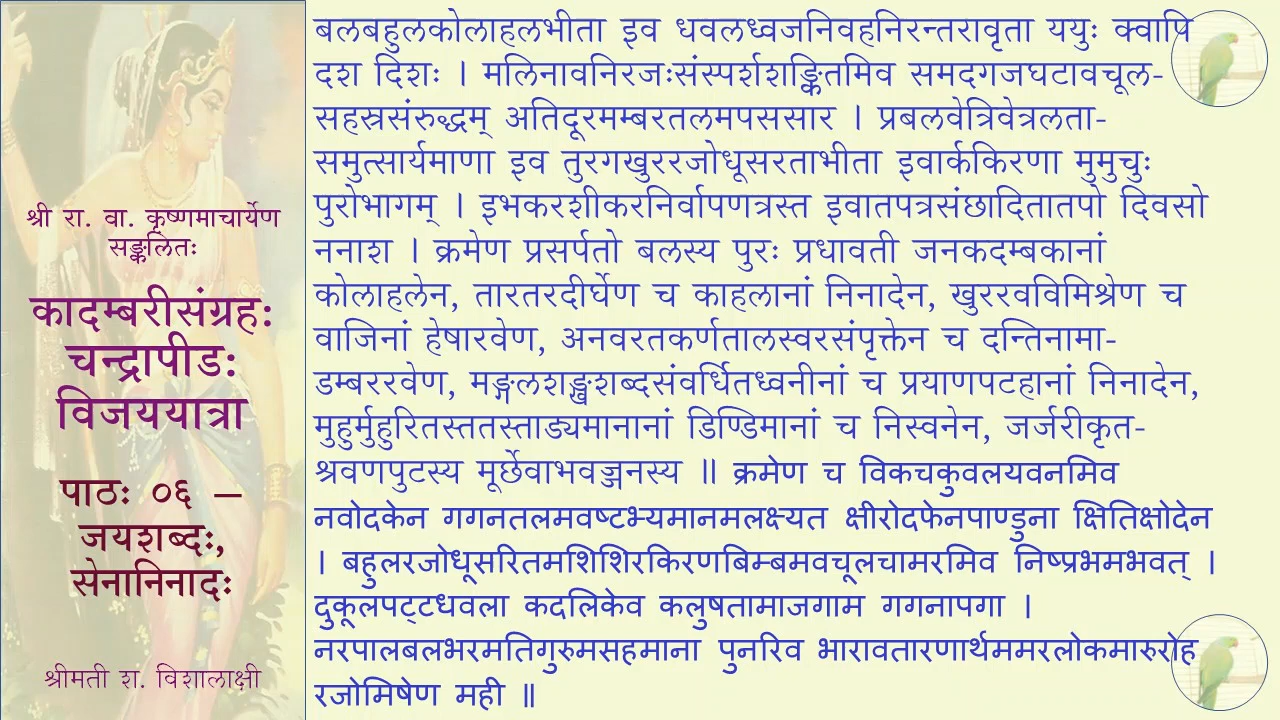 श्री रा. वा. कृष्णमाचार्येण
सङ्कलितः
कादम्बरीसंग्रह:
चन्द्रापीड:
विजययात्रा
पाठः ०६ –
जयशब्दः,
सेनानिनादः
श्रीमती श. विशालाक्षी
बलबहुलकोलाहलभीता इव धवलध्वजनिवहनिरन्तरावृता ययुः क्वापि
दश दिशः । मलिनावनिरजःसंस्पर्शशङ्कितमिव समदगजघटावचूल-
सहस्रसंरुद्धम् अतिदूरमम्बरतलमपससार । प्रबलवेत्रिवेत्रलता-
समुत्सार्यमाणा इव तुरगखुररजोधूसरताभीता इवार्ककिरणा मुमुचुः
पुरोभागम् । इभकरशीकरनिर्वापणत्रस्त इवातपत्रसंछादितातपो दिवसो
ननाश । क्रमेण प्रसर्पतो बलस्य पुरः प्रधावती जनकदम्बकानां
कोलाहलेन, तारतरदीर्घेण च काहलानां निनादेन, खुररवविमिश्रेण च
वाजिनां हेषारवेण, अनवरतकर्णतालस्वरसंपृक्तेन च दन्तिनामा-
डम्बररवेण, मङ्गलशङ्खशब्दसंवर्धितध्वनीनां च प्रयाणपटहानां निनादेन,
मुहुर्मुहुरितस्ततस्ताड्यमानानां डिण्डिमानां च निस्वनेन, जर्जरीकृत-
श्रवणपुटस्य मूर्छेवाभवज्जनस्य ॥ क्रमेण च विकचकुवलयवनमिव
नवोदकेन गगनतलमवष्टभ्यमानमलक्ष्यत क्षीरोदफेनपाण्डुना क्षितिक्षोदेन
। बहुलरजोधूसरितमशिशिरकिरणबिम्बमवचूलचामरमिव निष्प्रभमभवत् ।
दुकूलपट्टधवला कदलिकेव कलुषतामाजगाम गगनापगा ।
नरपालबलभरमतिगुरुमसहमाना पुनरिव भारावतारणार्थममरलोकमारुरोह
रजोमिषेण मही ॥